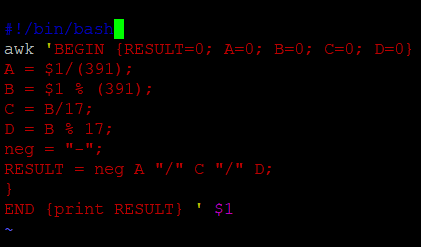 #!/bin/bash
awk 'BEGIN {RESULT=0; A=0; B=0; C=0; D=0}
A = $1/(391);
B = $1 % (391);
C = B/17;
D = B % 17;
neg = "-";
RESULT = neg A "/" C "/" D;
}
END {print RESULT} ' $1
~